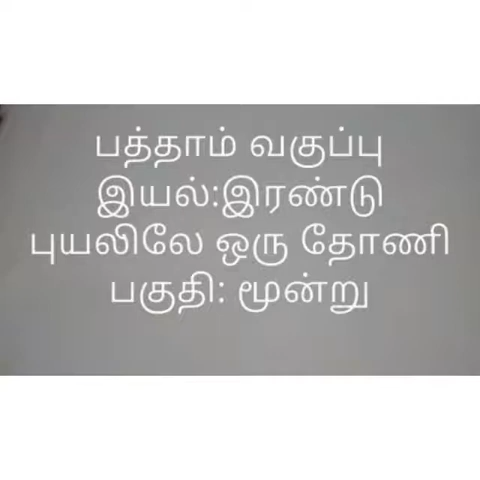 பத்தாம் வகுப்பு
இயல்:இரண்டு
புயலிலே ஒரு தோணி
பகுதி: மூன்று